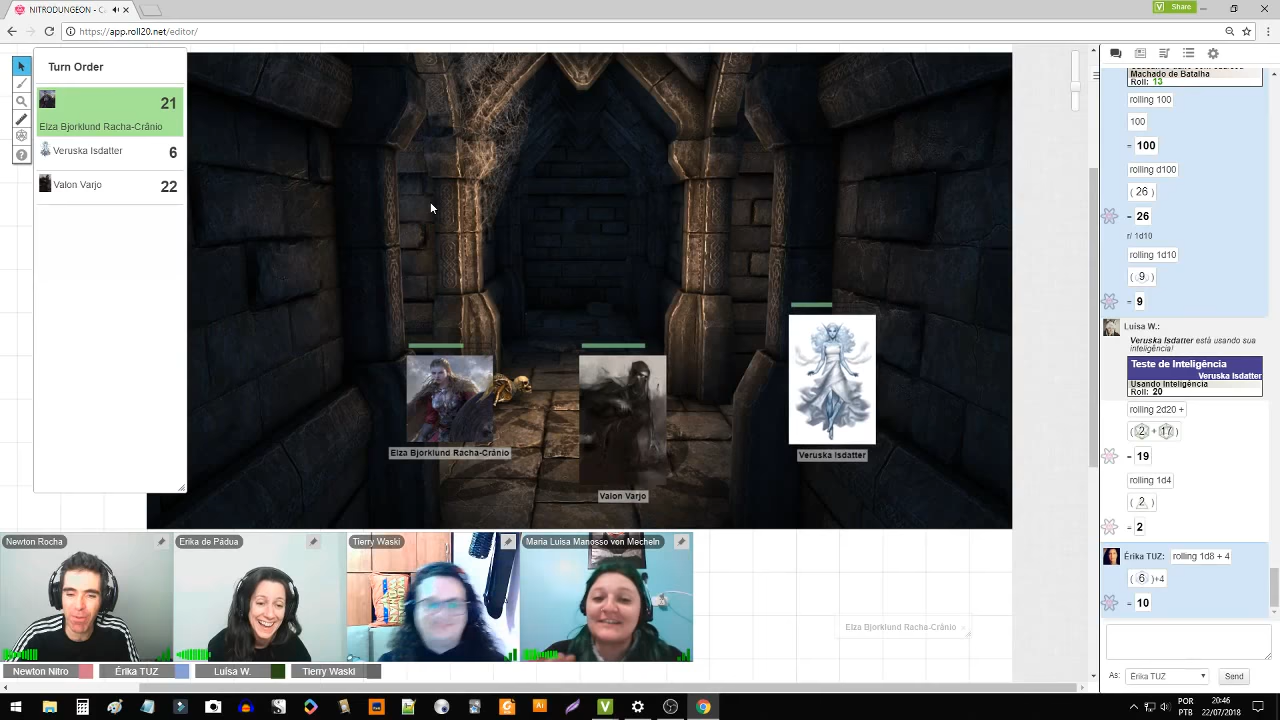 NITRODUNGEON - C
Share
https://app.roll20.net/editor/
Turn Order
21
Elza Bjorklund Racha-Crânio
Veruska Isdatter
6
Valon Varjo
22
Elza Bjorklund Racha-Crânio
Valon Varjo
Veruska Isdatter
Machado de Batalha
Roll: 13
rolling 100
100
= 100
rolling d100
(26)
= 26
r/ 1d10
rolling 1d10
(9)
= 9
Luísa W.:
Veruska Isdatter está usando sua
inteligência!
Teste de Inteligência
Veruska Isdatter
Usando Inteligência
Roll: 20
rolling 2d20 +
(2+17)
= 19
rolling 1d4
(2)
= 2
Érika TUZ:
rolling 1d8 + 4
(6)+4
= 10
Newton Rocha
Erika de Pádua
Tierry Waski
Maria Luisa Manosso von Mecheln
Elza Bjorklund Racha-Crânio
Newton Nitro
Érika TUZ
Luísa W.
Tierry Waski
As:
Érika TUZ
Send
POR
PTB
20:46
22/07/2018